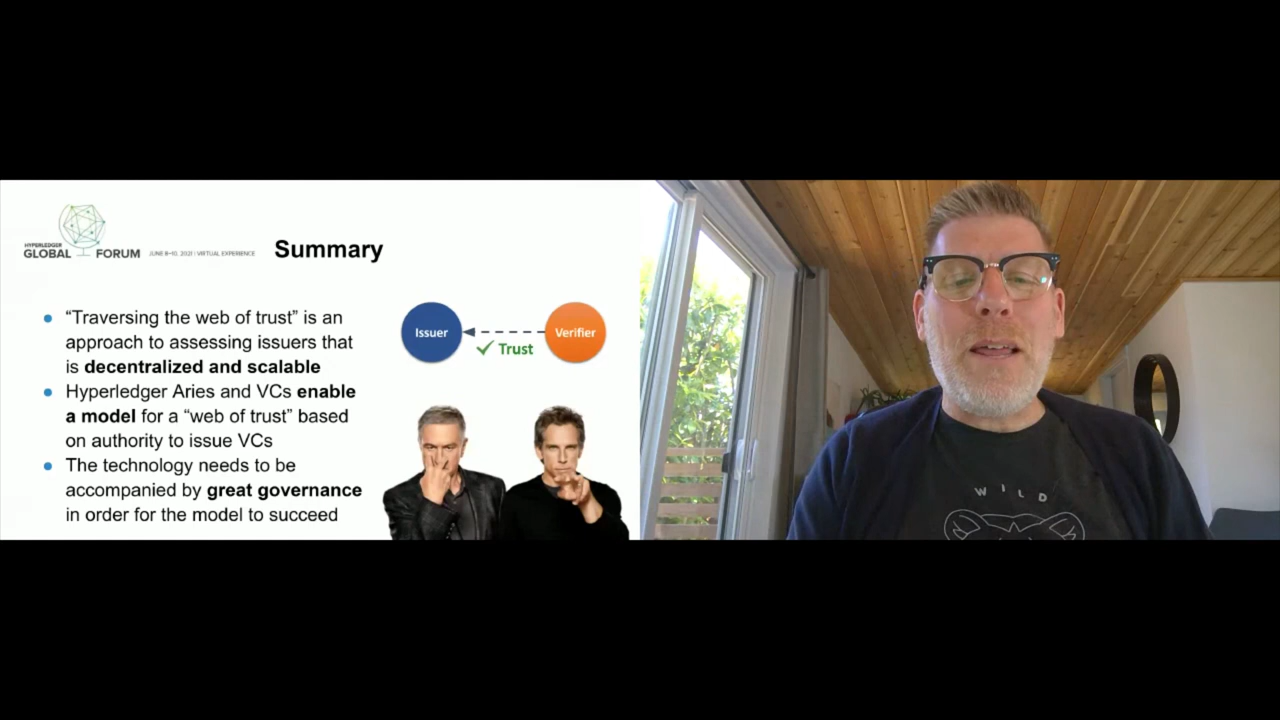 HYPERLEDGER
GLOBAL FORUM JUNE 8-10, 2021 | VIRTUAL EXPERIENCE
Summary
“Traversing the web of trust” is an
approach to assessing issuers that
is decentralized and scalable
Hyperledger Aries and VCs enable
a model for a “web of trust” based
on authority to issue VCs
The technology needs to be
accompanied by great governance
in order for the model to succeed
Issuer
Verifier
Trust
WILD